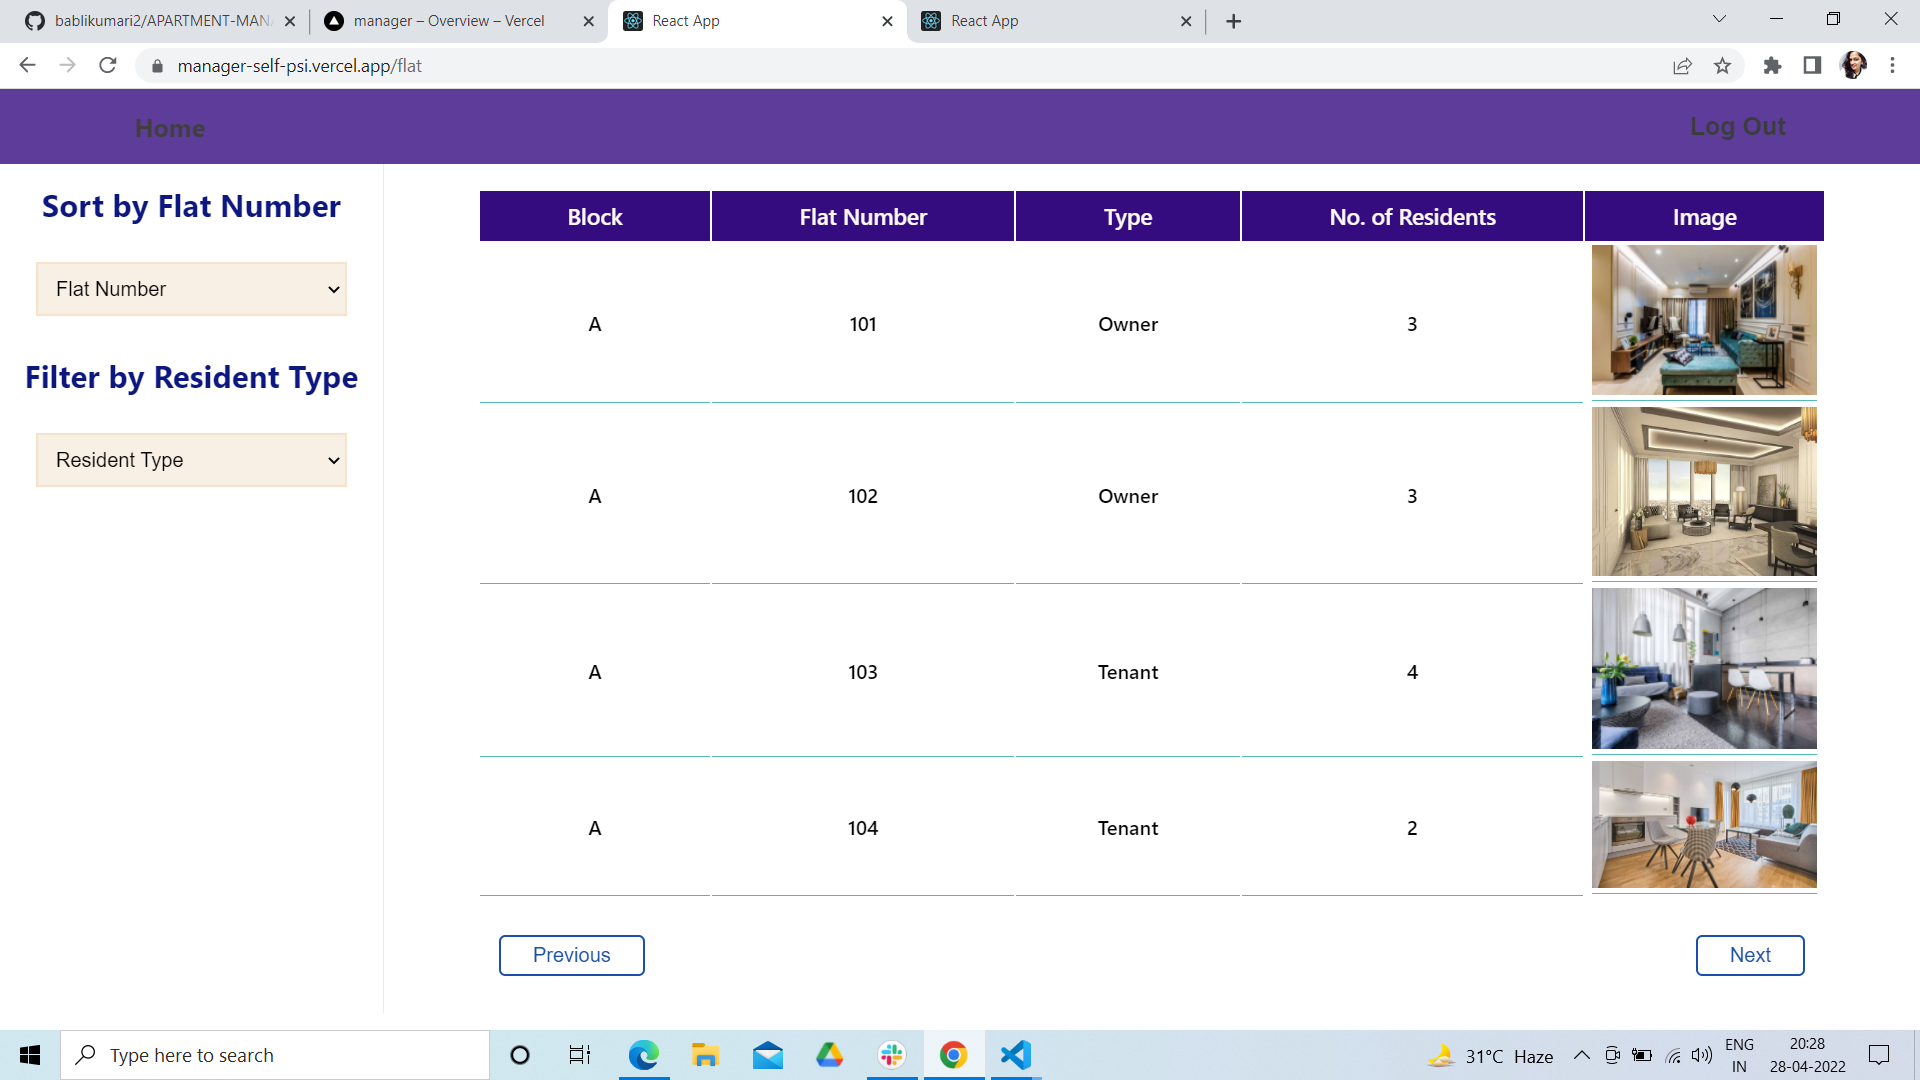 bablikumari2/APARTMENT-MAN
manager – Overview – Vercel
React App
React App
manager-self-psi.vercel.app/flat
Home
Log Out
Sort by Flat Number
Flat Number
Filter by Resident Type
Resident Type
Block Flat Number Type No. of Residents Image
A 101 Owner 3
A 102 Owner 3
A 103 Tenant 4
A 104 Tenant 2
Previous
Next
Type here to search
31°C Haze
ENG
IN
20:28
28-04-2022